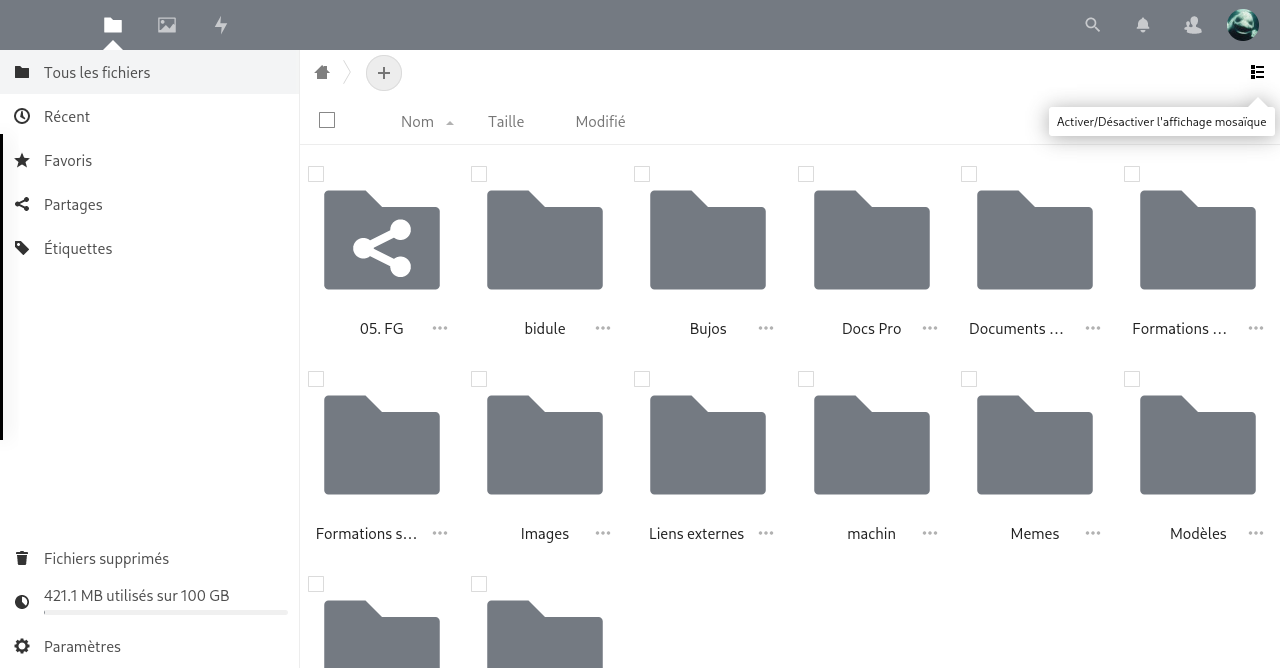 Tous les fichiers
Récent
Favoris
Partages
Étiquettes
Fichiers supprimés
421.1 MB utilisés sur 100 GB
Paramètres
Nom Taille Modifié
Activer/Désactiver l'affichage mosaïque
05. FG bidule Bujos Docs Pro Documents ... Formations ...
Formations s... Images Liens externes machin Memes Modèles